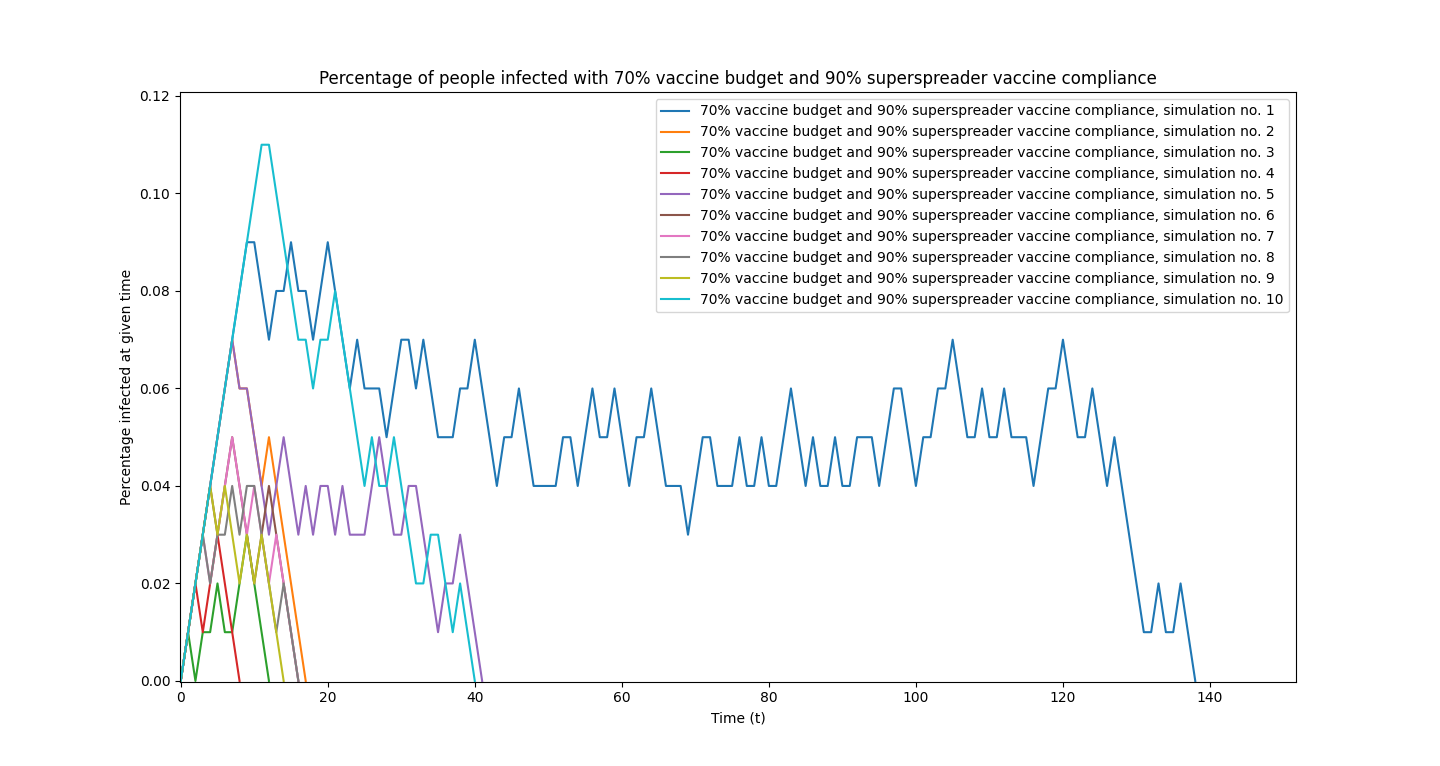 Percentage of people infected with 70% vaccine budget and 90% superspreader vaccine compliance
0.12
0.10
0.08
0.06
0.04
0.02
0.00
Percentage infected at given time
70% vaccine budget and 90% superspreader vaccine compliance, simulation no. 1
70% vaccine budget and 90% superspreader vaccine compliance, simulation no. 2
70% vaccine budget and 90% superspreader vaccine compliance, simulation no. 3
70% vaccine budget and 90% superspreader vaccine compliance, simulation no. 4
70% vaccine budget and 90% superspreader vaccine compliance, simulation no. 5
70% vaccine budget and 90% superspreader vaccine compliance, simulation no. 6
70% vaccine budget and 90% superspreader vaccine compliance, simulation no. 7
70% vaccine budget and 90% superspreader vaccine compliance, simulation no. 8
70% vaccine budget and 90% superspreader vaccine compliance, simulation no. 9
70% vaccine budget and 90% superspreader vaccine compliance, simulation no. 10
0 20 40 60 80 100 120 140
Time (t)